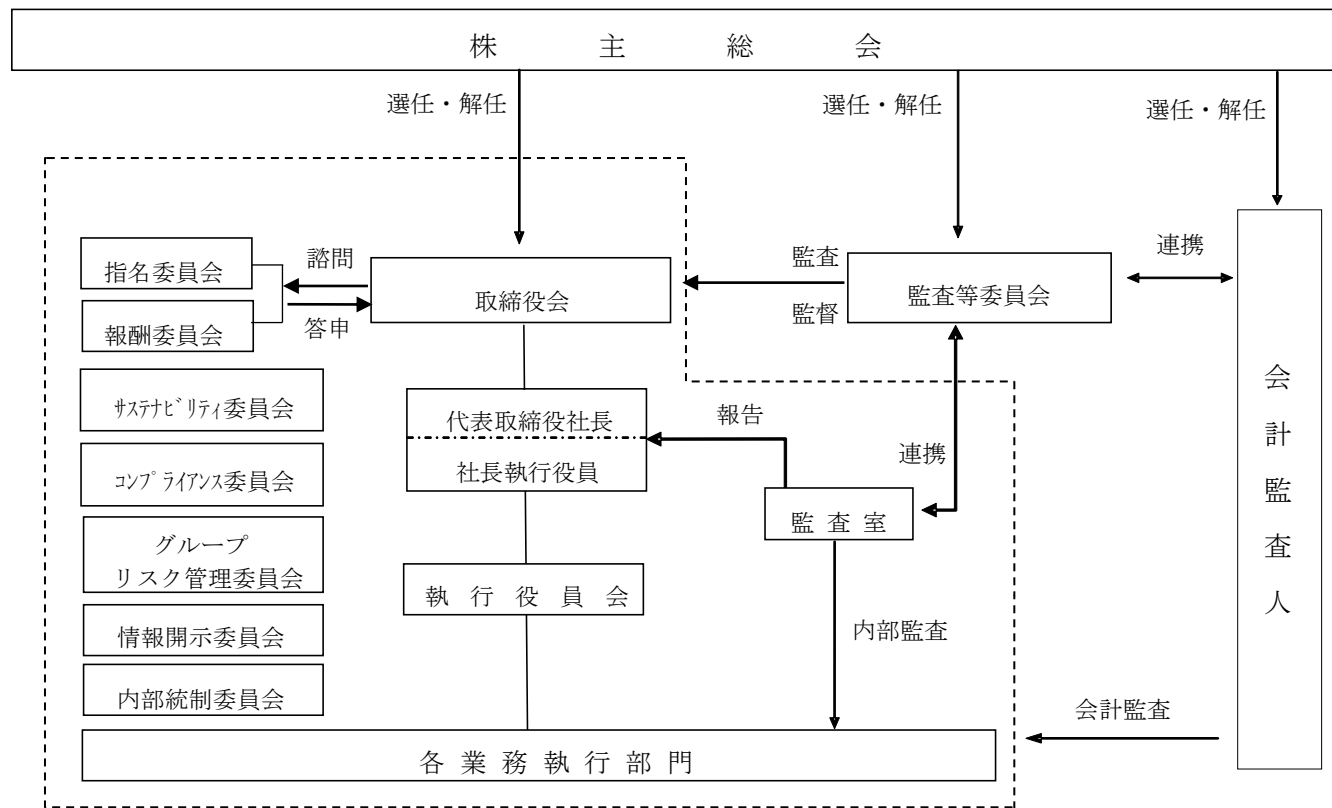 株主総会
選任・解任
選任・解任
選任・解任
指名委員会
報酬委員会
諮問
答申
取締役会
監査
監督
監査等委員会
連携
会計監査人
サステナビリティ委員会
コンプライアンス委員会
グループ
リスク管理委員会
情報開示委員会
内部統制委員会
代表取締役社長
社長執行役員
報告
連携
監査室
執行役員会
内部監査
会計監査
各業務執行部門